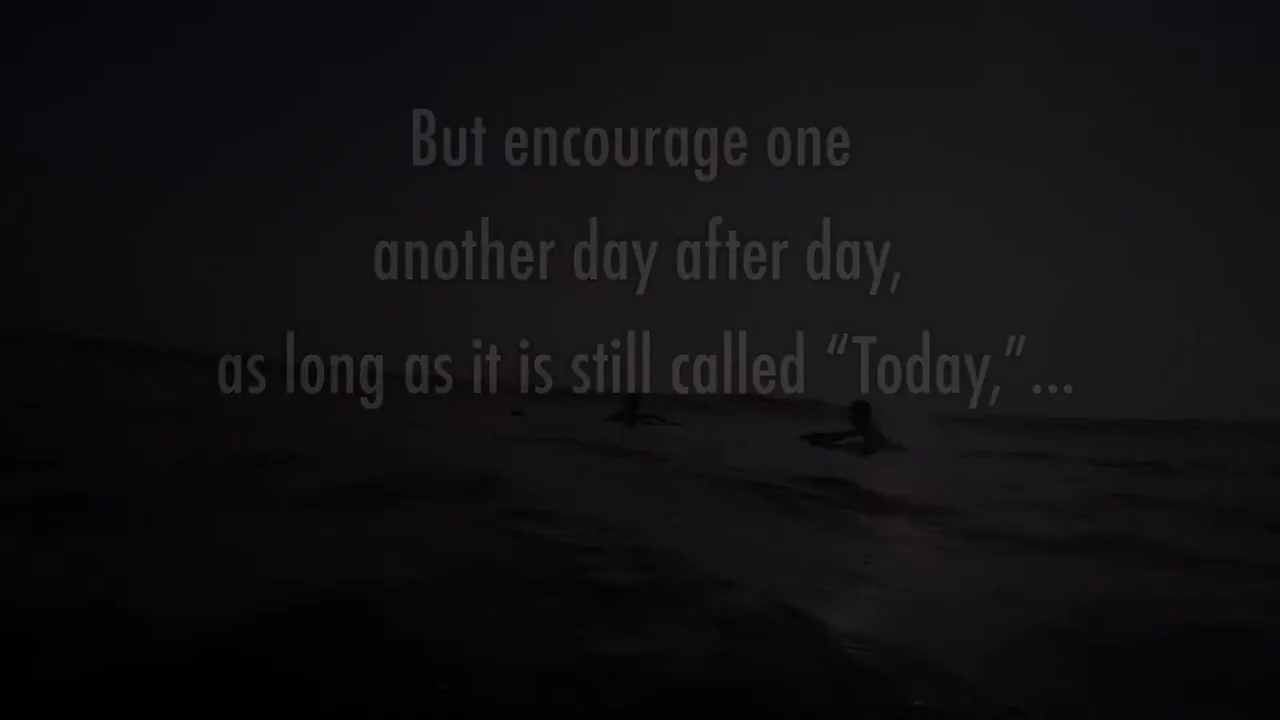 But encourage one
another day after day,
as long as it is still called “Today,”...